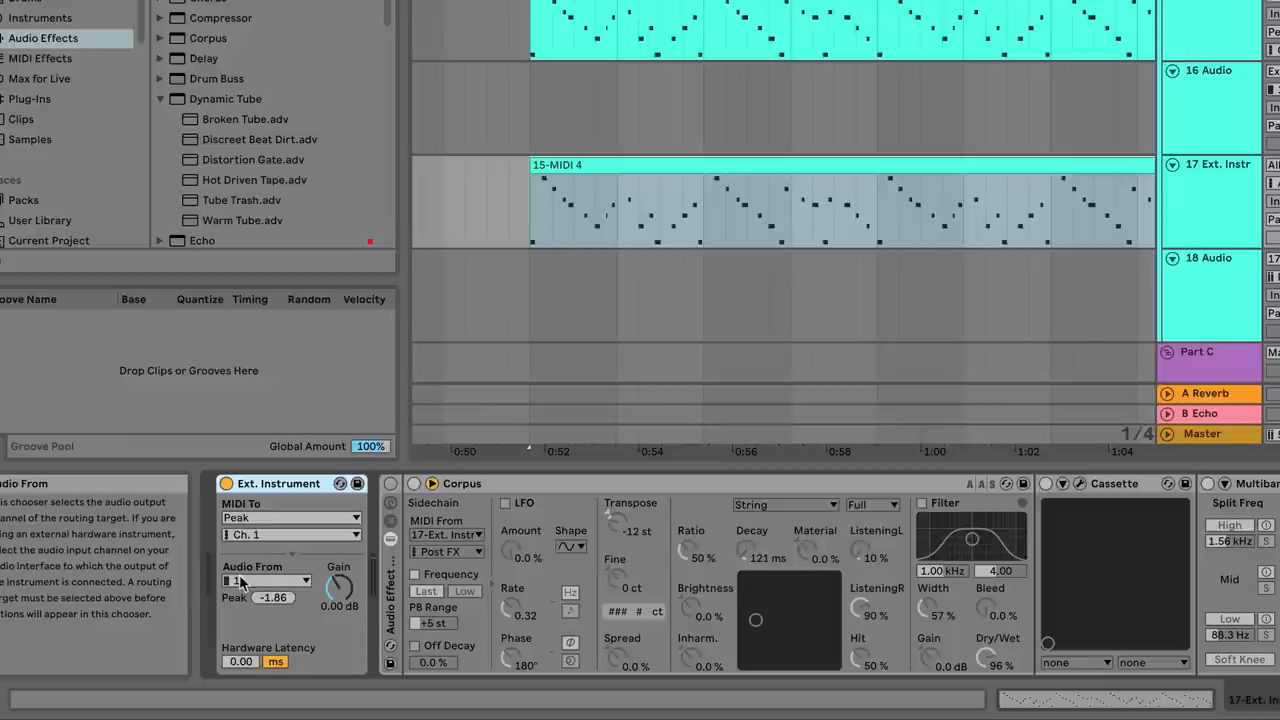 Instruments
Audio Effects
MIDI Effects
Max for Live
Plug-Ins
Clips
Samples
aces
Packs
User Library
Current Project
Compressor
Corpus
Delay
Drum Buss
Dynamic Tube
Broken Tube.adv
Discreet Beat Dirt.adv
Distortion Gate.adv
Hot Driven Tape.adv
Tube Trash.adv
Warm Tube.adv
Echo
oove Name Base Quantize Timing Random Velocity
Drop Clips or Grooves Here
Groove Pool Global Amount 100%
15-MIDI 4
16 Audio
17 Ext. Instr
18 Audio
Part C
A Reverb
B Echo
Master
1/4
0:50 0:52 0:54 0:56 0:58 1:00 1:02 1:04
udio From
is chooser selects the audio output
annel of the routing target. If you are
ing an external hardware instrument,
lect the audio input channel on your
dio interface to which the output of
e instrument is connected. A routing
rget must be selected above before
tions will appear in this chooser.
Ext. Instrument
MIDI To
Peak
Ch. 1
Audio From
1
Gain
0.00 dB
Peak -1.86
Hardware Latency
0.00 ms
Audio Effect ...
Corpus
A A S
Sidechain
MIDI From
17-Ext. Instr
Post FX
Frequency
Last Low
PB Range
+5 st
Off Decay
0.0 %
LFO
Amount Shape
0.0 %
Rate
0.32
Hz
Phase
180°
Transpose
-12 st
Fine
0 ct
### # ct
Spread
0.0 %
String Full
Ratio Decay Material ListeningL
50 % 121 ms 0.0 % 10 %
Brightness
0.0 %
ListeningR
90 %
Inharm.
0.0 %
Hit
50 %
Filter
1.00 kHz 4.00
Width Bleed
57 % 0.0 %
Gain Dry/Wet
0.0 dB 96 %
Cassette
none none
Multibar
Split Freq
High
1.56 kHz S
Mid
S
Low
88.3 Hz S
Soft Knee
17-Ext. In